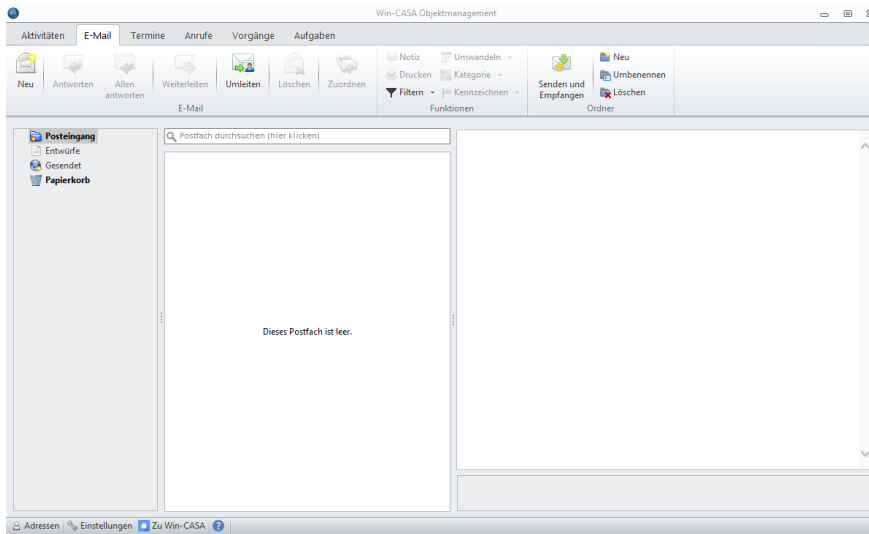 Win-CASA Objektmanagement
Aktivitäten E-Mail Termine Anrufe Vorgänge Aufgaben
Neu
Antworten
Allen antworten
Weiterleiten
Umleiten
Löschen
Zuordnen
E-Mail
Notiz Umwandeln
Drucken Kategorie
Filtern Kennzeichnen
Funktionen
Senden und Empfangen
Neu
Umbenennen
Löschen
Ordner
Posteingang
Entwürfe
Gesendet
Papierkorb
Postfach durchsuchen (hier klicken)
Dieses Postfach ist leer.
Adressen Einstellungen Zu Win-CASA ?